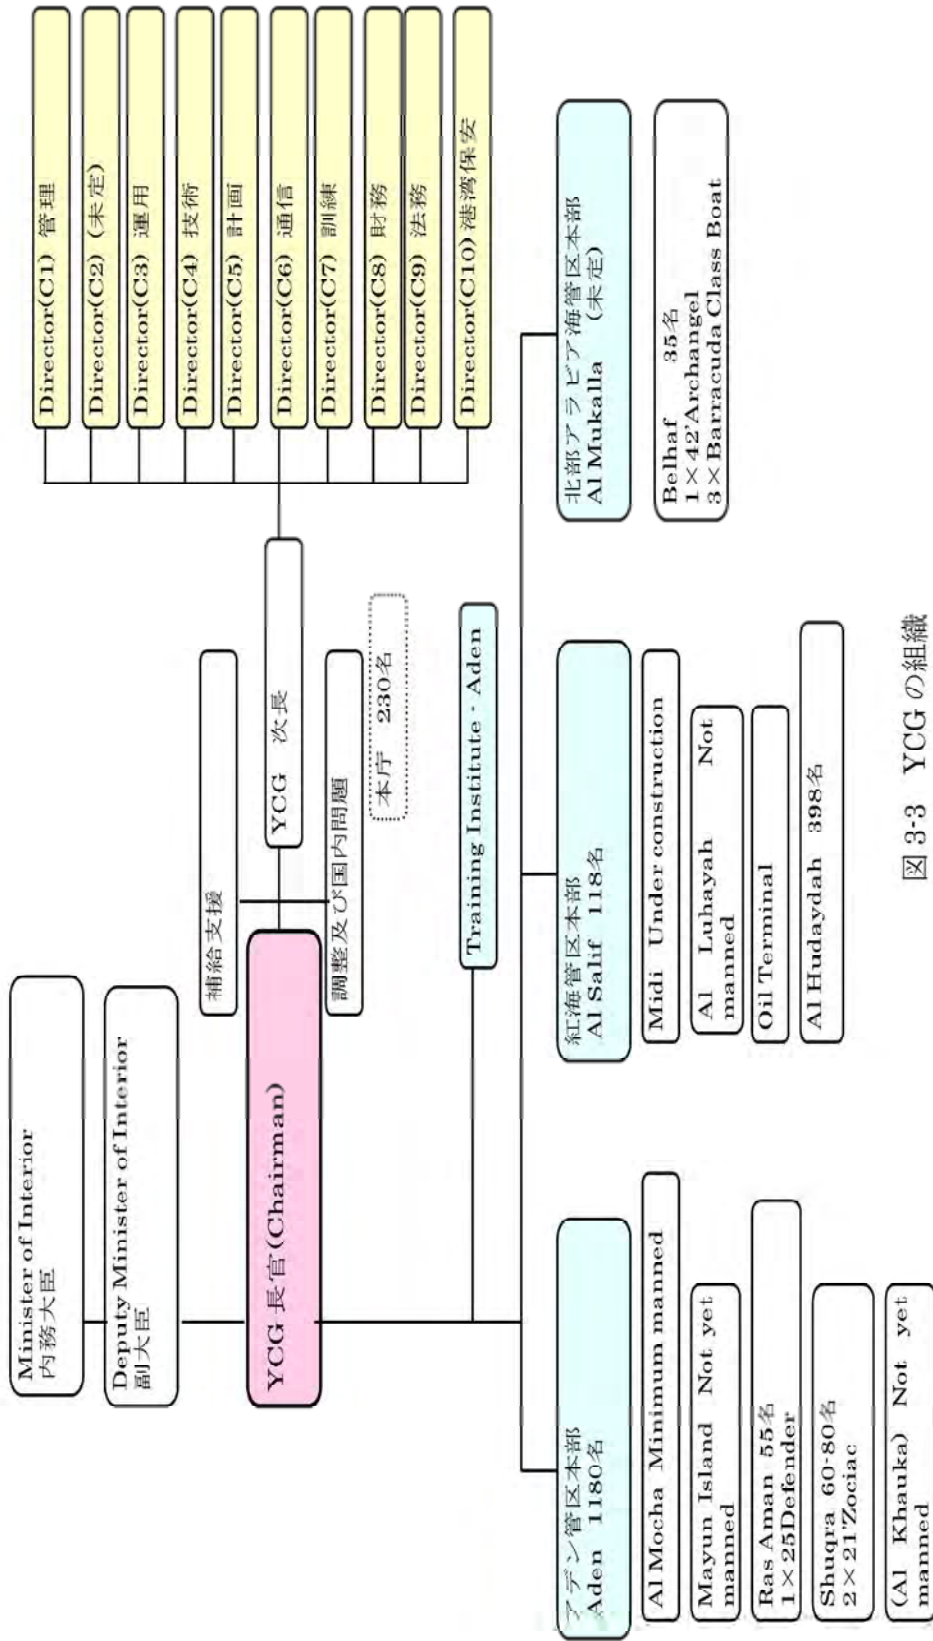 Minister of Interior
内務大臣
Deputy Minister of Interior
副大臣
YCG 長官(Chairman)
補給支援
YCG 次長
調整及び国内問題
本庁 230名
Director(C1) 管理
Director(C2) (未定)
Director(C3) 運用
Director(C4) 技術
Director(C5) 計画
Director(C6) 通信
Director(C7) 訓練
Director(C8) 財務
Director(C9) 法務
Director(C10) 港湾保安
Training Institute・Aden
アデン管区本部
Aden 1180名
Al Mocha Minimum manned
Mayun Island Not yet
manned
Ras Aman 55名
1×25Defender
Shuqra 60-80名
2×21'Zociac
(Al Khauka) Not yet
manned
紅海管区本部
Al Salif 118名
Midi Under construction
Al Luhayah Not
manned
Oil Terminal
Al Hudaydah 398名
北部アラビア海管区本部
Al Mukalla (未定)
Belhaf 35名
1×42'Archangel
3×Barracuda Class Boat
図 3-3 YCG の組織